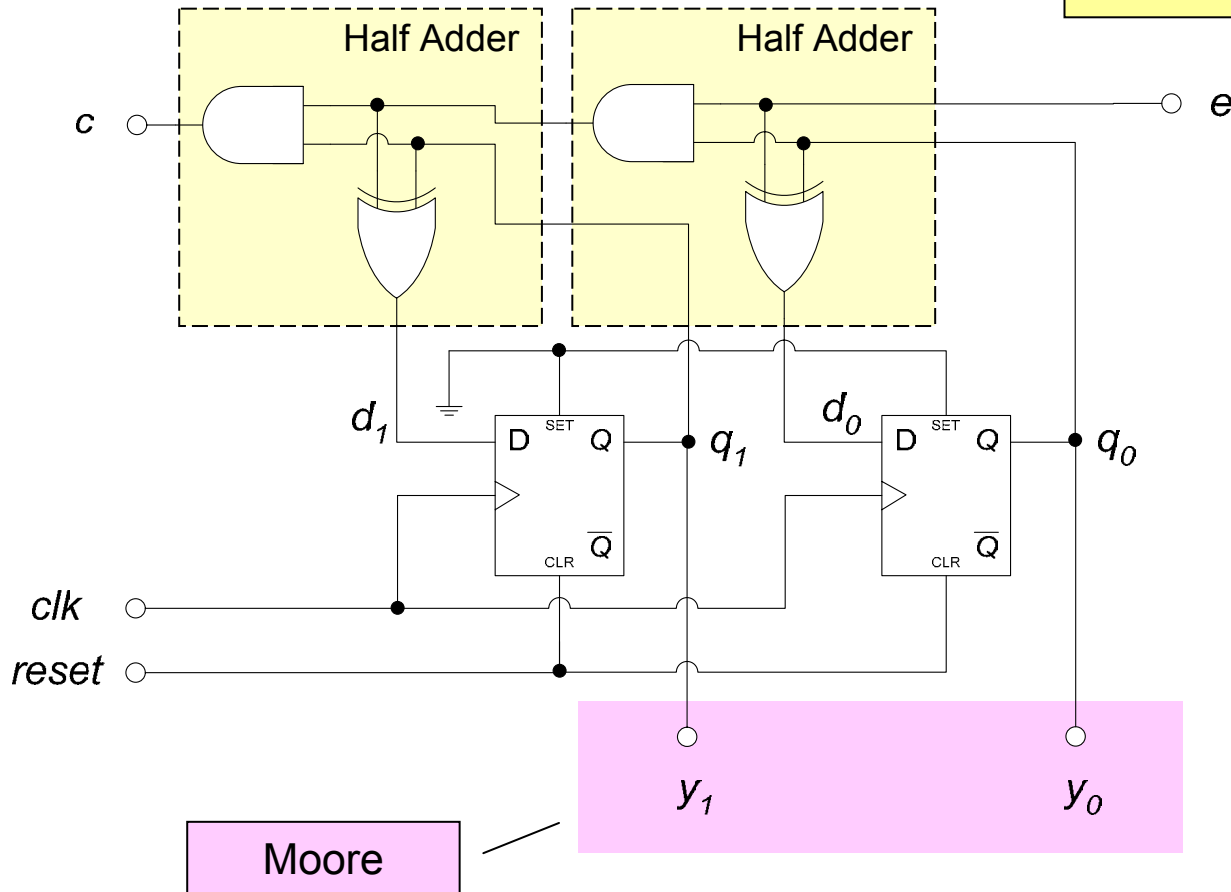 Half Adder
Half Adder
c
e
d1
SET
D
Q
q1
Q
CLR
d0
SET
D
Q
q0
Q
CLR
clk
reset
y1
y0
Moore